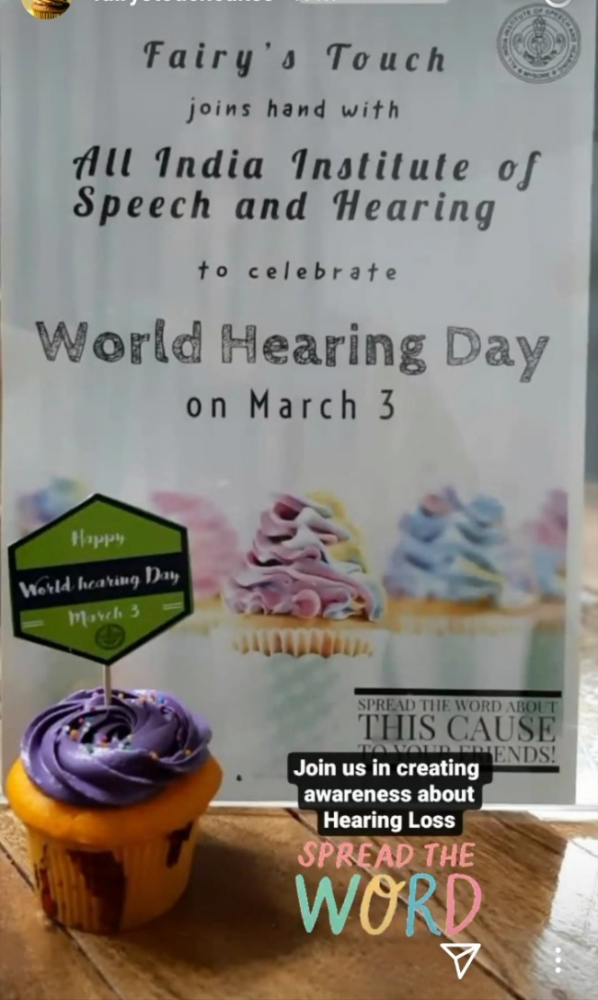 Fairy's Touch
joins hand with
All India Institute of
Speech and Hearing
to celebrate
World Hearing Day
on March 3
Happy
World hearing Day
March 3
SPREAD THE WORD ABOUT
THIS CAUSE
TO YOUR FRIENDS!
Join us in creating
awareness about
Hearing Loss
SPREAD THE
WORD